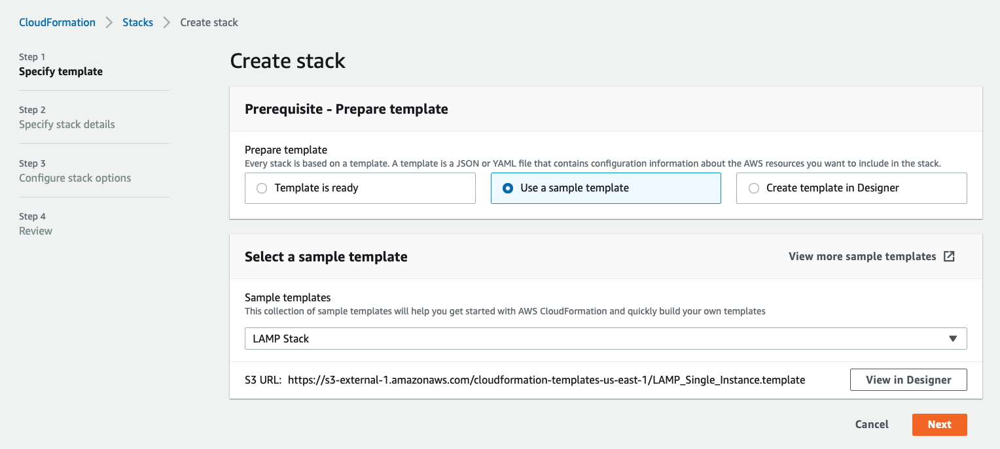 CloudFormation > Stacks > Create stack
Step 1
Specify template
Step 2
Specify stack details
Step 3
Configure stack options
Step 4
Review
Create stack
Prerequisite - Prepare template
Prepare template
Every stack is based on a template. A template is a JSON or YAML file that contains configuration information about the AWS resources you want to include in the stack.
Template is ready
Use a sample template
Create template in Designer
Select a sample template
View more sample templates
Sample templates
This collection of sample templates will help you get started with AWS CloudFormation and quickly build your own templates
LAMP Stack
S3 URL: https://s3-external-1.amazonaws.com/cloudformation-templates-us-east-1/LAMP_Single_Instance.template
View in Designer
Cancel
Next